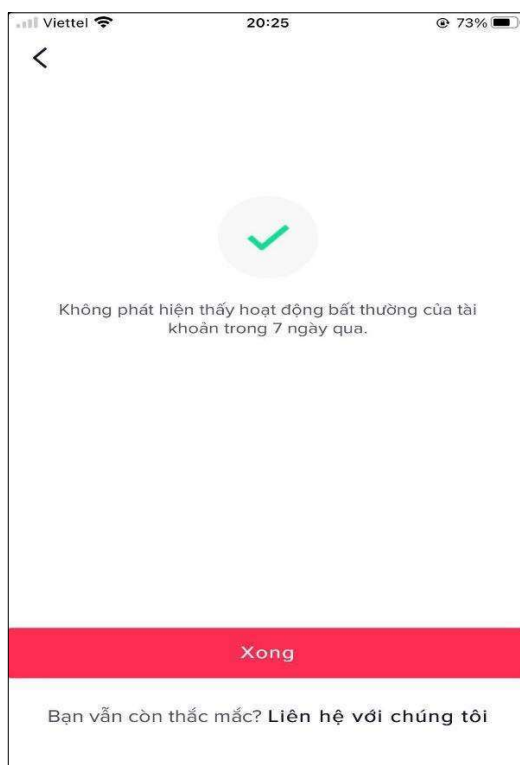 Viettel 20:25 73%
Không phát hiện thấy hoạt động bất thường của tài
khoản trong 7 ngày qua.
Xong
Bạn vẫn còn thắc mắc? Liên hệ với chúng tôi